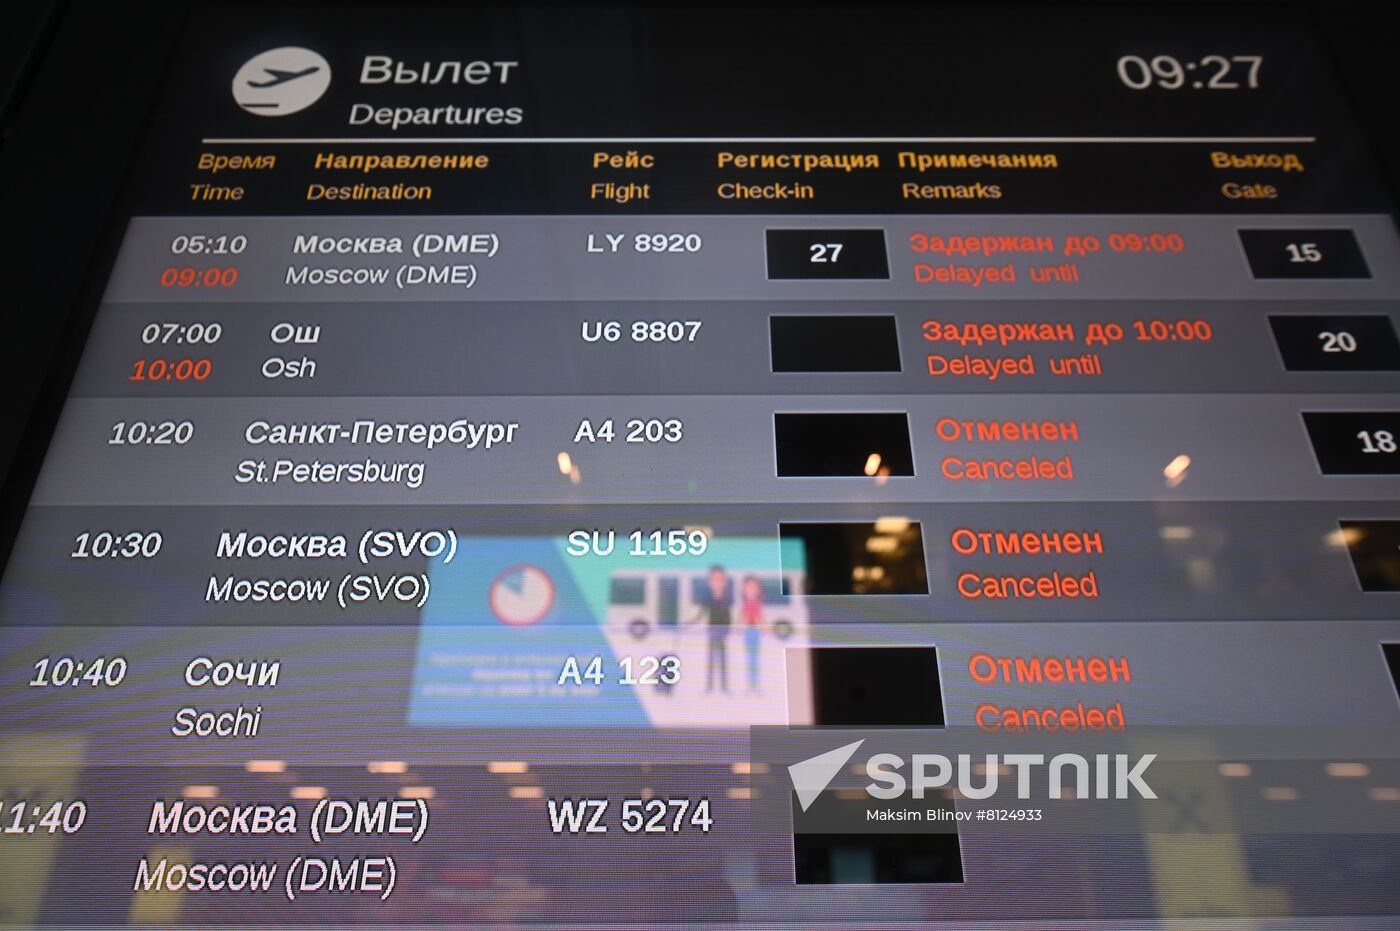 Вылет
Departures
09:27
Время Направление Рейс Регистрация Примечания Выход
Time Destination Flight Check-in Remarks Gate
05:10 Москва (DME) LY 8920 27 Задержан до 09:00 15
09:00 Moscow (DME) Delayed until
07:00 Ош U6 8807 Задержан до 10:00 20
10:00 Osh Delayed until
10:20 Санкт-Петербург A4 203 Отменен 18
St.Petersburg Canceled
10:30 Москва (SVO) SU 1159 Отменен
Moscow (SVO) Canceled
10:40 Сочи A4 123 Отменен
Sochi Canceled
11:40 Москва (DME) WZ 5274
Moscow (DME)
SPUTNIK
Maksim Blinov #8124933